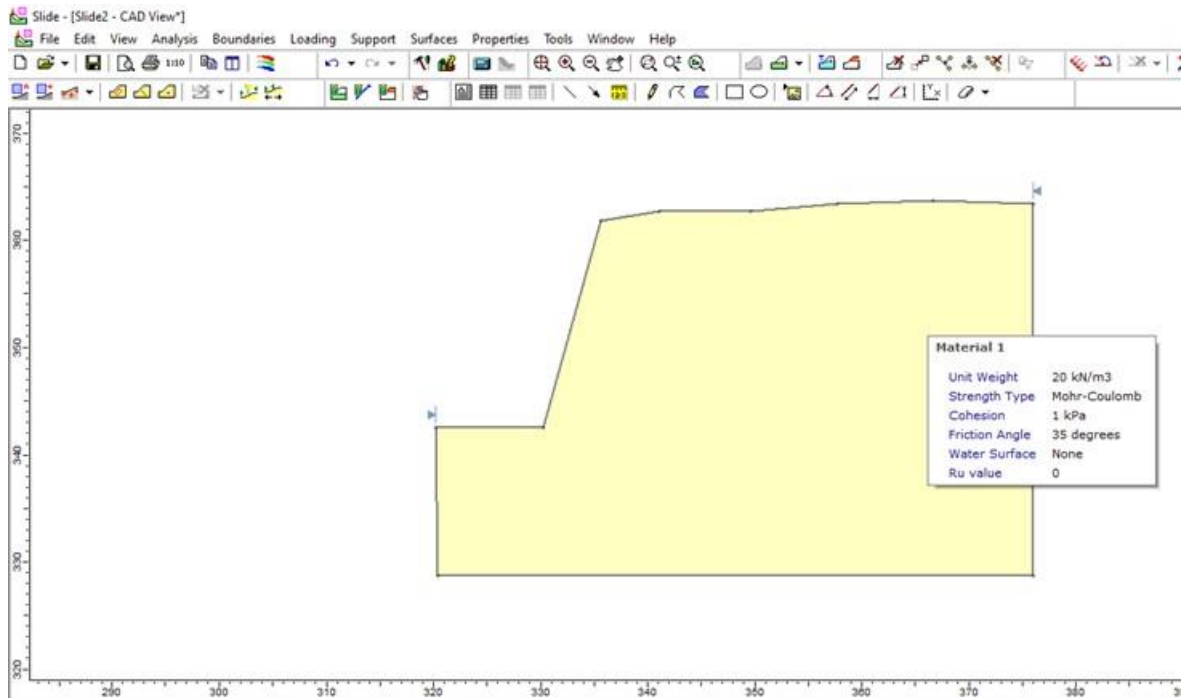 Slide - [Slide2 - CAD View*]
File Edit View Analysis Boundaries Loading Support Surfaces Properties Tools Window Help
1:10
370
360
350
340
330
320
Material 1
Unit Weight 20 kN/m3
Strength Type Mohr-Coulomb
Cohesion 1 kPa
Friction Angle 35 degrees
Water Surface None
Ru value 0
290 300 310 320 330 340 350 360 370 380